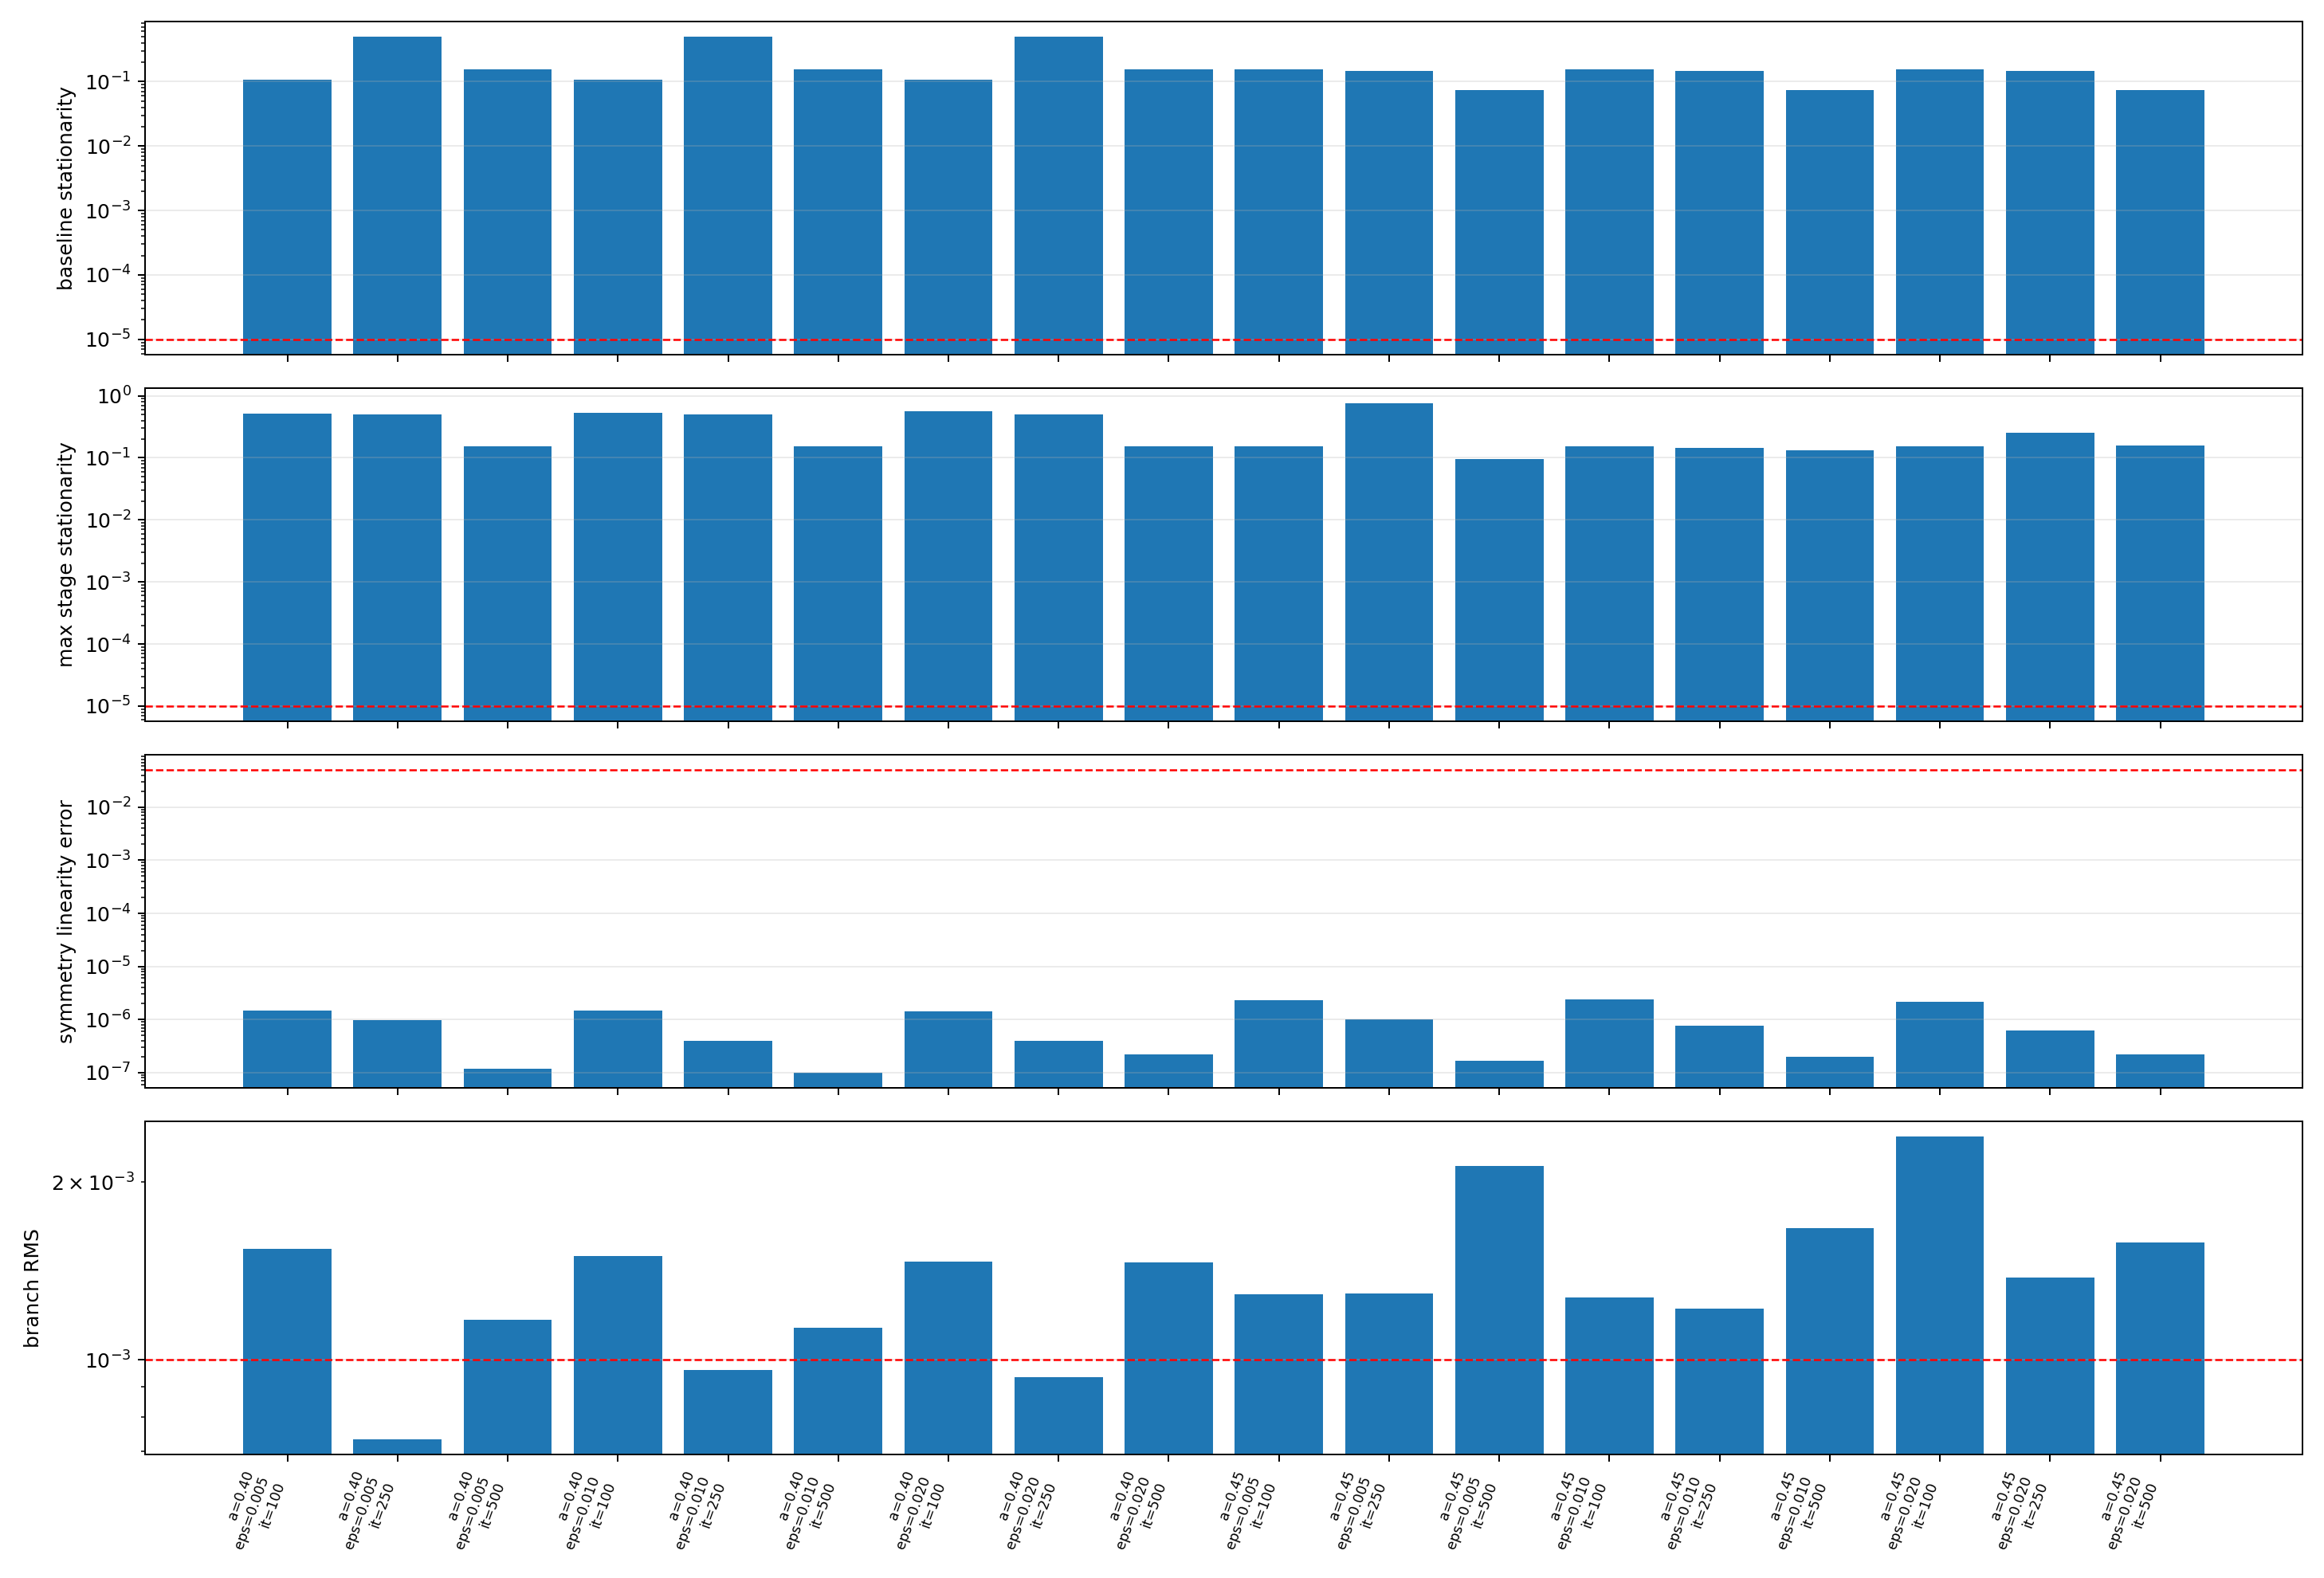 baseline stationarity
10⁻¹
10⁻²
10⁻³
10⁻⁴
10⁻⁵
max stage stationarity
10⁰
10⁻¹
10⁻²
10⁻³
10⁻⁴
10⁻⁵
symmetry linearity error
10⁻²
10⁻³
10⁻⁴
10⁻⁵
10⁻⁶
10⁻⁷
branch RMS
2 × 10⁻³
10⁻³
a=0.40
eps=0.005
it=100
a=0.40
eps=0.005
it=250
a=0.40
eps=0.005
it=500
a=0.40
eps=0.010
it=100
a=0.40
eps=0.010
it=250
a=0.40
eps=0.010
it=500
a=0.40
eps=0.020
it=100
a=0.40
eps=0.020
it=250
a=0.40
eps=0.020
it=500
a=0.45
eps=0.005
it=100
a=0.45
eps=0.005
it=250
a=0.45
eps=0.005
it=500
a=0.45
eps=0.010
it=100
a=0.45
eps=0.010
it=250
a=0.45
eps=0.010
it=500
a=0.45
eps=0.020
it=100
a=0.45
eps=0.020
it=250
a=0.45
eps=0.020
it=500